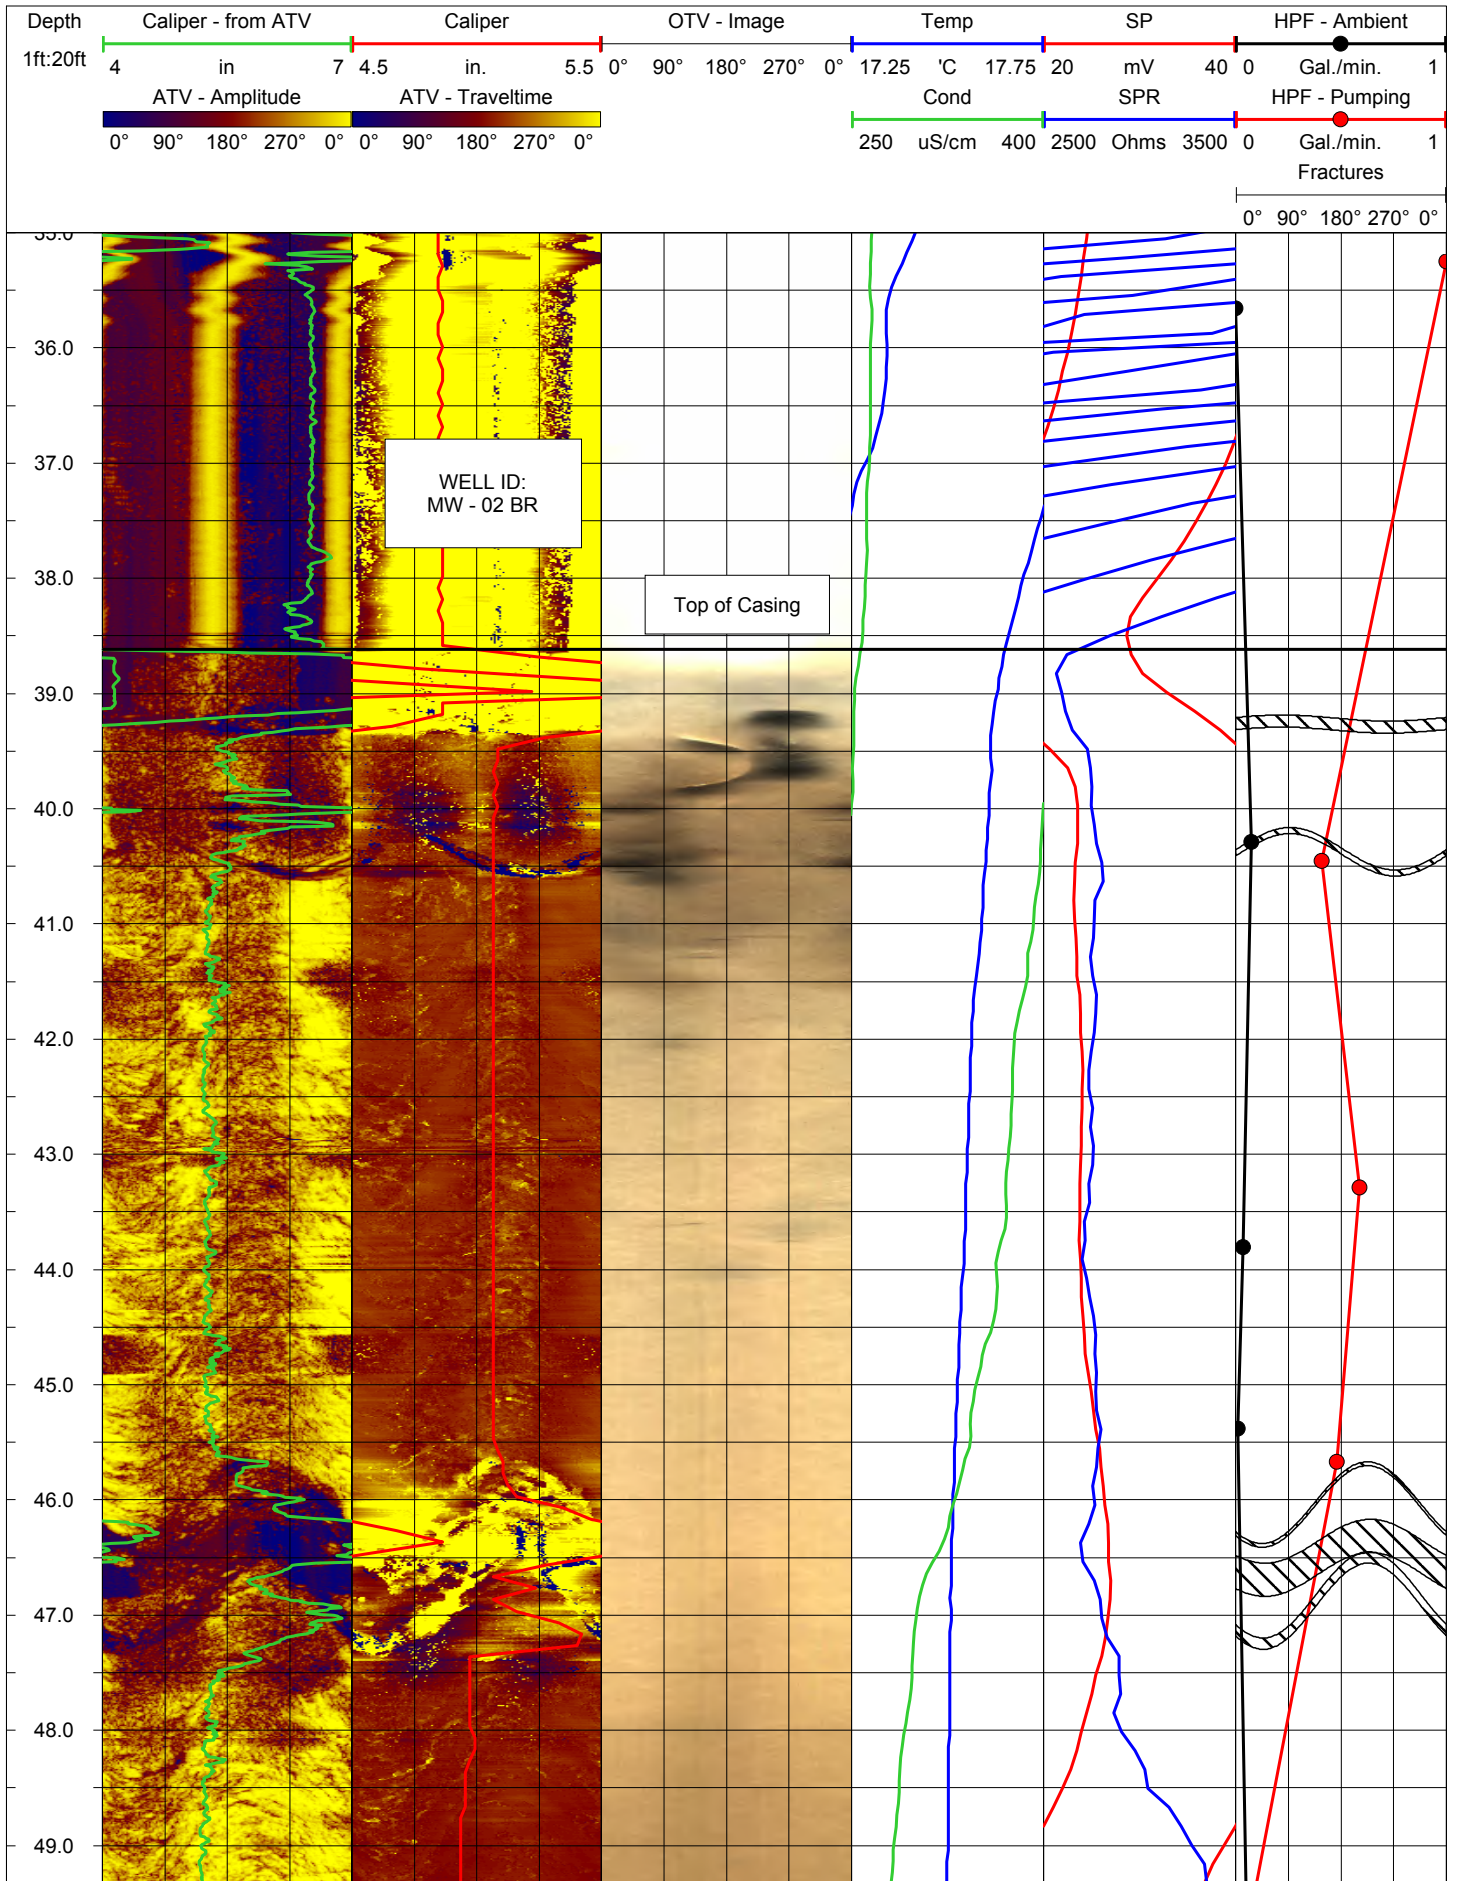 Depth Caliper - from ATV Caliper OTV - Image Temp SP HPF - Ambient
1ft:20ft 4 in 7 4.5 in. 5.5 0° 90° 180° 270° 0° 17.25 'C 17.75 20 mV 40 0 Gal./min. 1
ATV - Amplitude ATV - Traveltime Cond SPR HPF - Pumping
0° 90° 180° 270° 0° 0° 90° 180° 270° 0° 250 uS/cm 400 2500 Ohms 3500 0 Gal./min. 1
Fractures
0° 90° 180° 270° 0°
35.0
36.0
37.0
WELL ID:
MW - 02 BR
38.0
Top of Casing
39.0
40.0
41.0
42.0
43.0
44.0
45.0
46.0
47.0
48.0
49.0